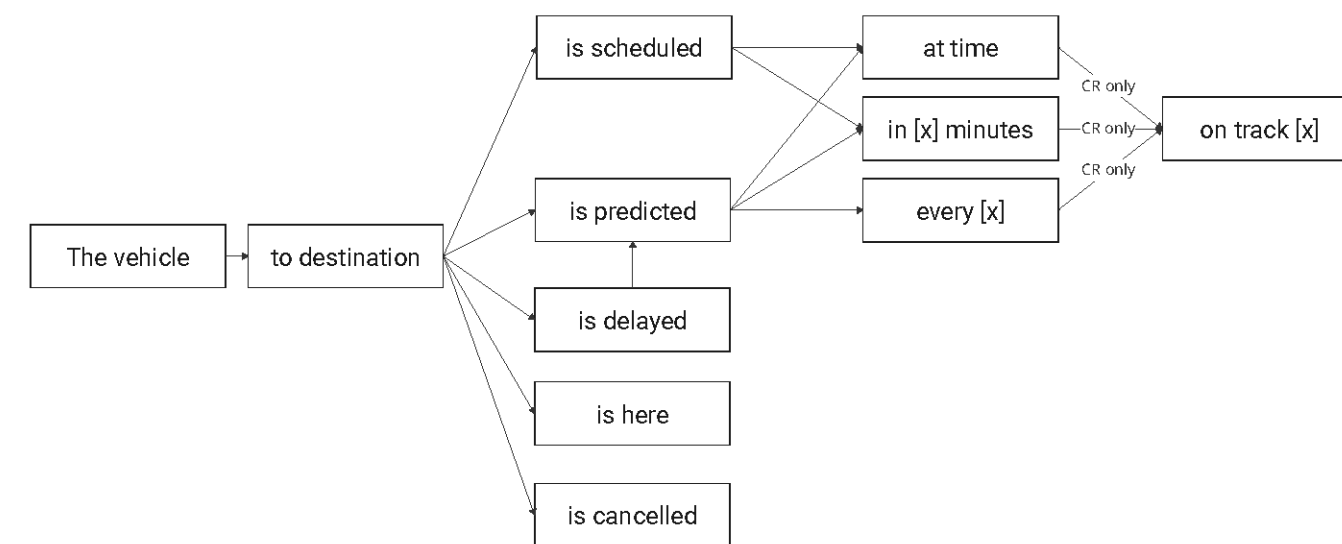 is scheduled
at time
CR only
in [x] minutes
CR only
on track [x]
CR only
is predicted
every [x]
The vehicle
to destination
is delayed
is here
is cancelled